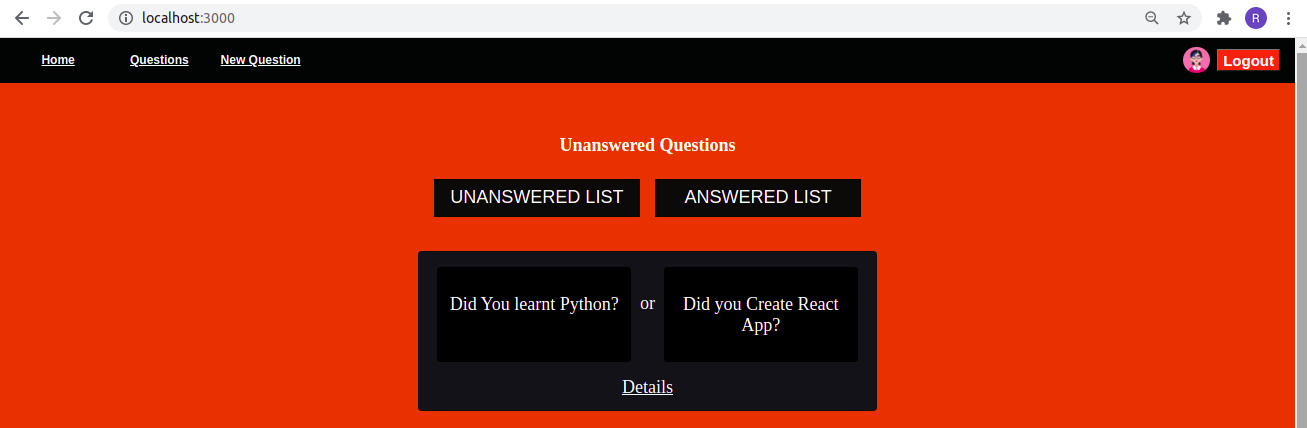 localhost:3000
R
Home Questions New Question Logout
Unanswered Questions
UNANSWERED LIST ANSWERED LIST
Did You learnt Python? or Did you Create React
App?
Details